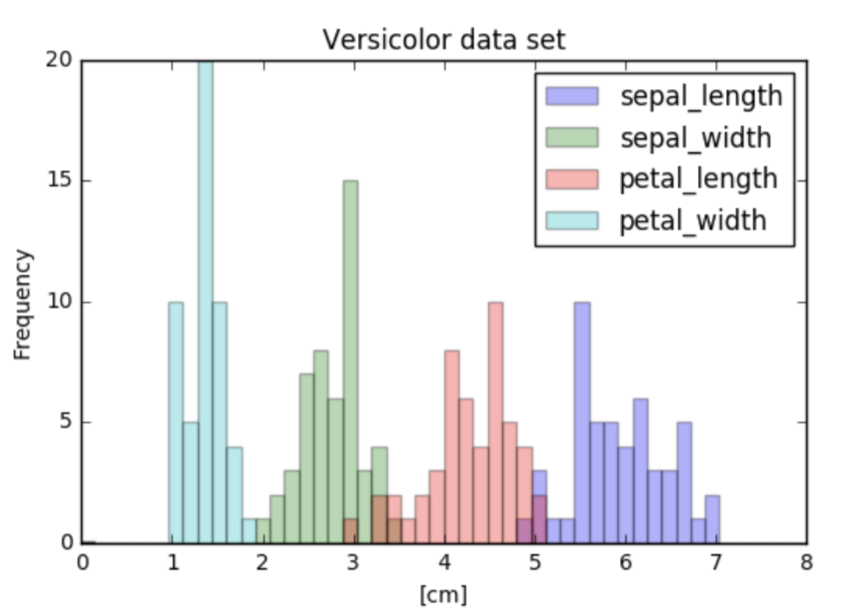 Versicolor data set
20
15
10
5
0
Frequency
sepal_length
sepal_width
petal_length
petal_width
0 1 2 3 4 5 6 7 8
[cm]